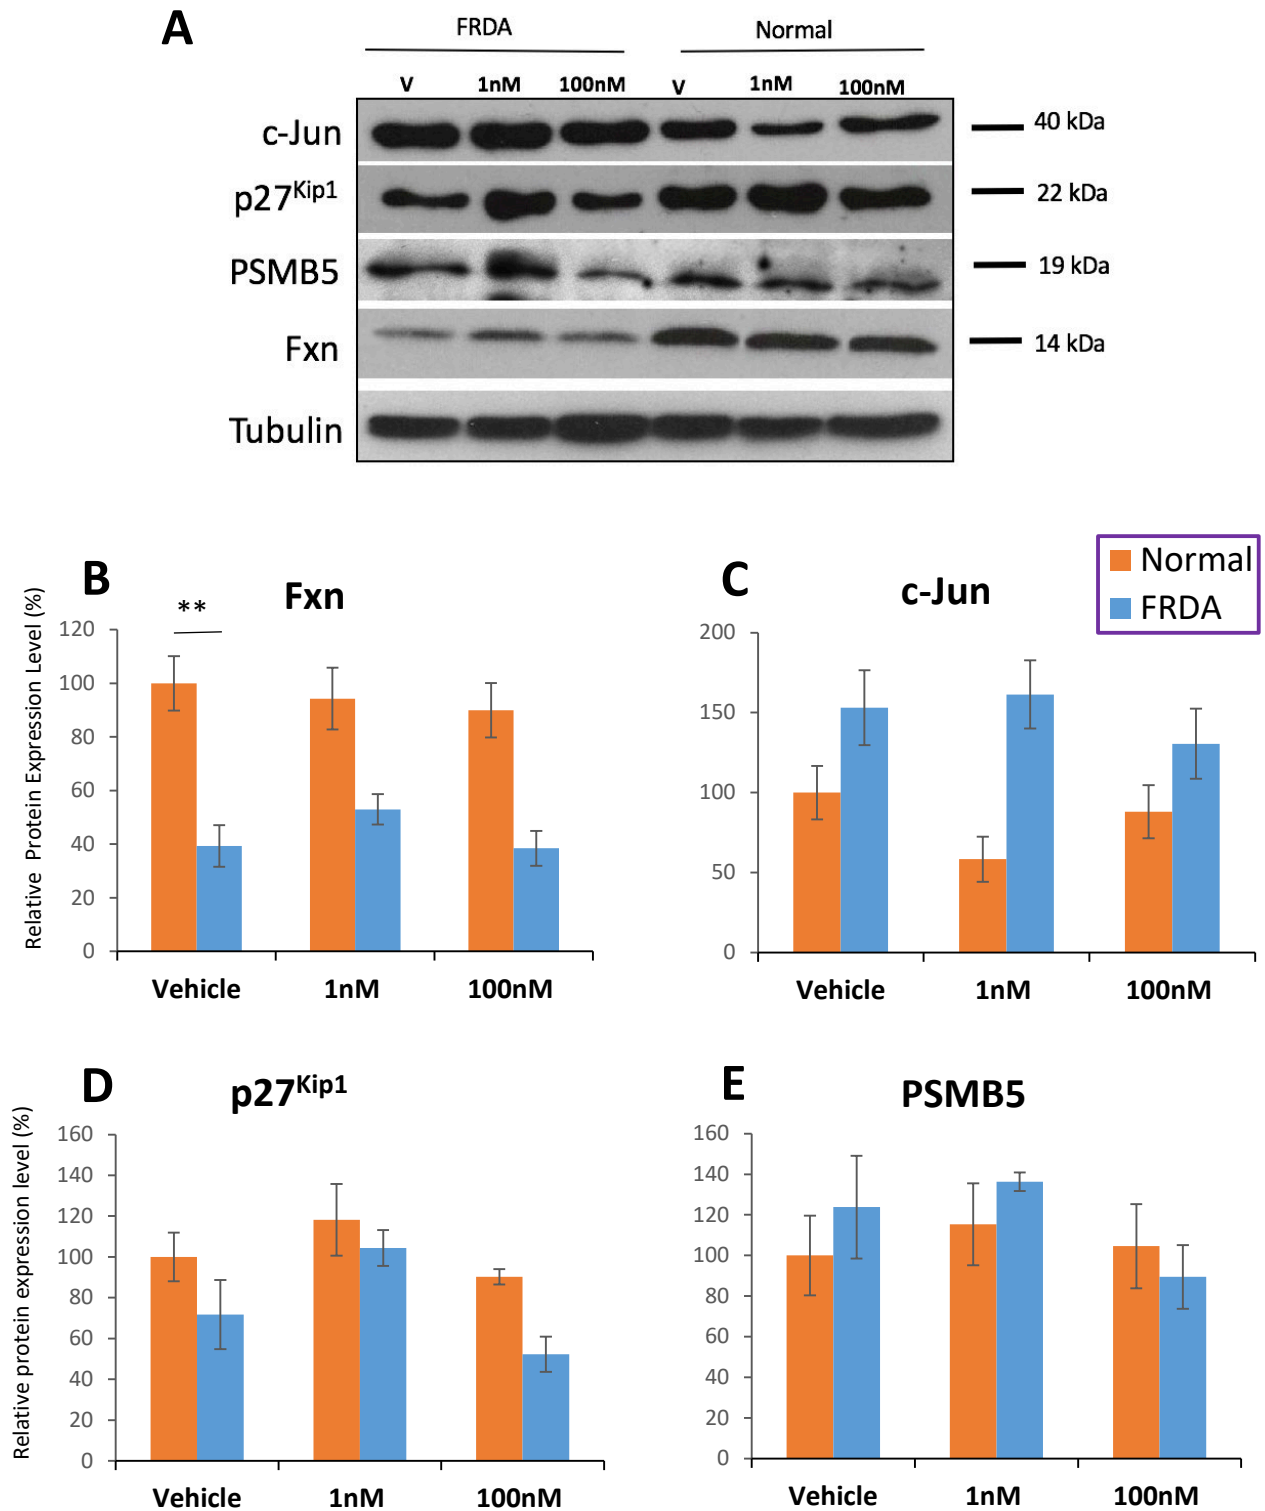 A
FRDA
Normal
V
1nM
100nM
V
1nM
100nM
c-Jun
40 kDa
p27Kip1
22 kDa
PSMB5
19 kDa
Fxn
14 kDa
Tubulin
B
Fxn
**
Relative Protein Expression Level (%)
120
100
80
60
40
20
0
Vehicle
1nM
100nM
C
c-Jun
Normal
FRDA
200
150
100
50
0
Vehicle
1nM
100nM
D
p27Kip1
Relative protein expression level (%)
160
140
120
100
80
60
40
20
0
Vehicle
1nM
100nM
E
PSMB5
160
140
120
100
80
60
40
20
0
Vehicle
1nM
100nM